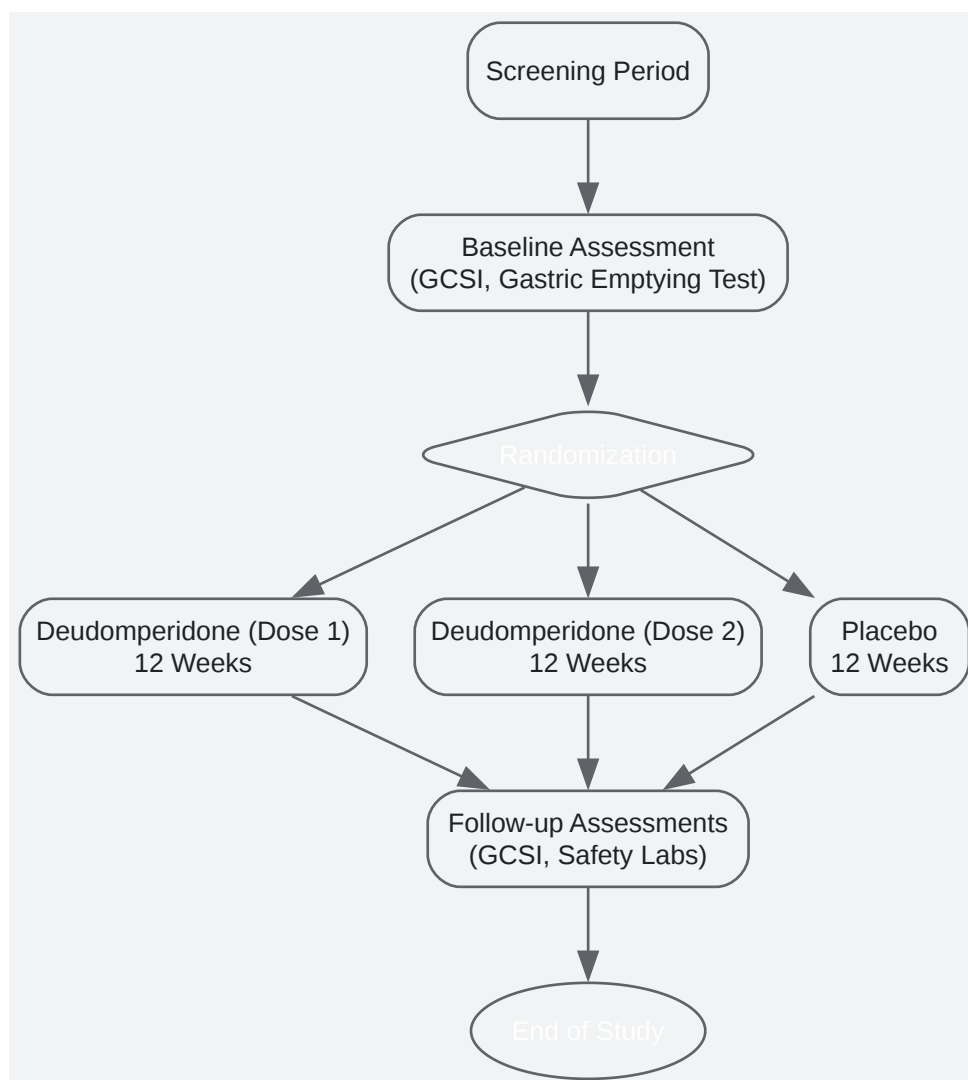 Screening Period
Baseline Assessment
(GCSI, Gastric Emptying Test)
Randomization
Deudomperidone (Dose 1)
12 Weeks
Deudomperidone (Dose 2)
12 Weeks
Placebo
12 Weeks
Follow-up Assessments
(GCSI, Safety Labs)
End of Study